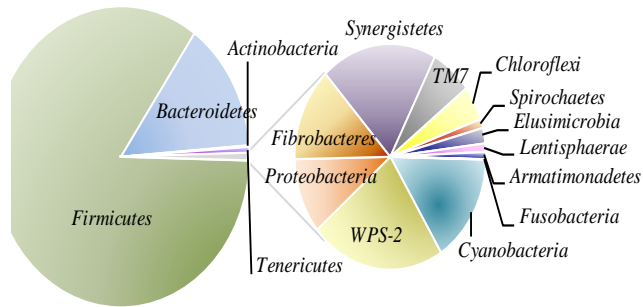 Synergistetes
Actinobacteria
TM7
Chloroflexi
Bacteroidetes
Spirochaetes
Elusimicrobia
Fibrobacteres
Lentisphaerae
Proteobacteria
Armatimonadetes
Firmicutes
Fusobacteria
WPS-2
Cyanobacteria
Tenericutes